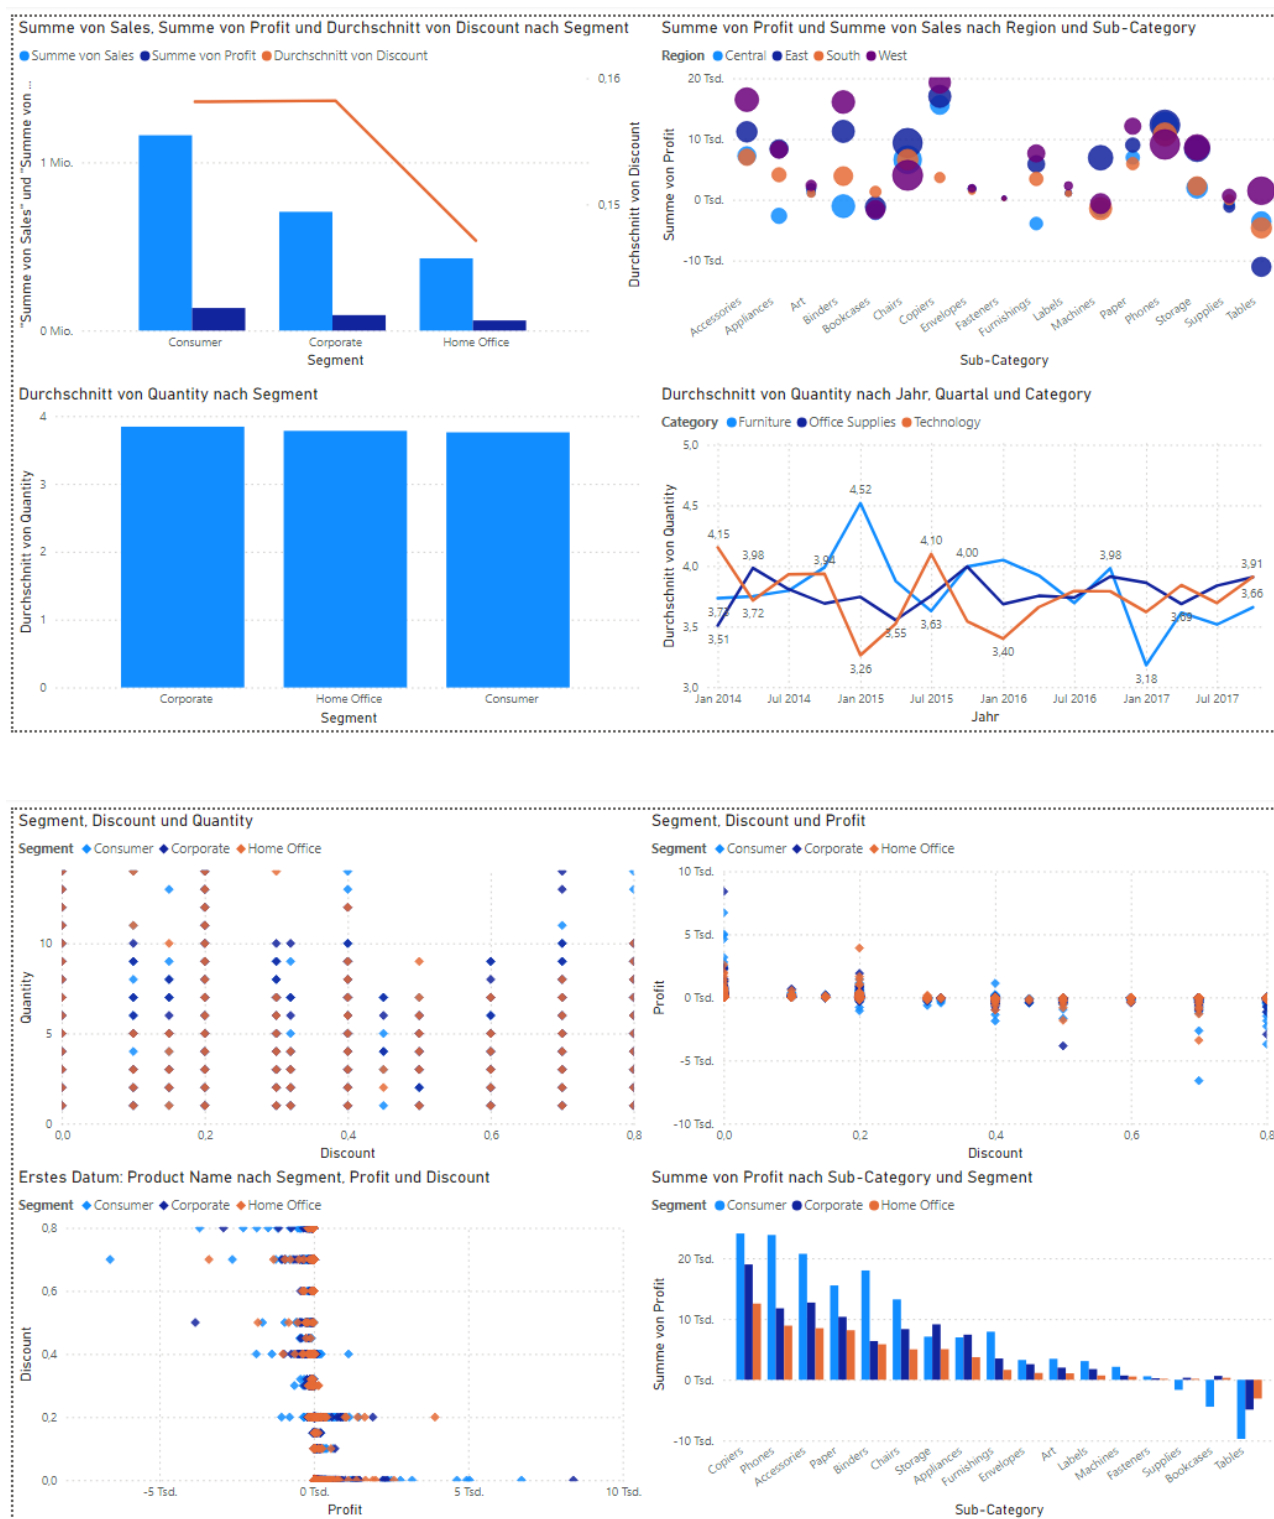 Summe von Sales, Summe von Profit und Durchschnitt von Discount nach Segment
Summe von Sales Summe von Profit Durchschnitt von Discount
"Summe von Sales" und "Summe von ...
1 Mio.
0 Mio.
0,16
0,15
Durchschnitt von Discount
Consumer Corporate Home Office
Segment
Summe von Profit und Summe von Sales nach Region und Sub-Category
Region Central East South West
Summe von Profit
20 Tsd.
10 Tsd.
0 Tsd.
-10 Tsd.
Accessories Appliances Art Binders Bookcases Chairs Copiers Envelopes Fasteners Furnishings Labels Machines Paper Phones Storage Supplies Tables
Sub-Category
Durchschnitt von Quantity nach Segment
Durchschnitt von Quantity
4
3
2
1
0
Corporate Home Office Consumer
Segment
Durchschnitt von Quantity nach Jahr, Quartal und Category
Category Furniture Office Supplies Technology
Durchschnitt von Quantity
5,0
4,5
4,0
3,5
3,0
4,15 3,98 3,94 4,52 4,10 4,00 3,98 3,91
3,73 3,72 3,51 3,26 3,55 3,63 3,40 3,18 3,69 3,66
Jan 2014 Jul 2014 Jan 2015 Jul 2015 Jan 2016 Jul 2016 Jan 2017 Jul 2017
Jahr
Segment, Discount und Quantity
Segment Consumer Corporate Home Office
Quantity
10
5
0
0,0 0,2 0,4 0,6 0,8
Discount
Segment, Discount und Profit
Segment Consumer Corporate Home Office
Profit
10 Tsd.
5 Tsd.
0 Tsd.
-5 Tsd.
-10 Tsd.
0,0 0,2 0,4 0,6 0,8
Discount
Erstes Datum: Product Name nach Segment, Profit und Discount
Segment Consumer Corporate Home Office
Discount
0,8
0,6
0,4
0,2
0,0
-5 Tsd. 0 Tsd. 5 Tsd. 10 Tsd.
Profit
Summe von Profit nach Sub-Category und Segment
Segment Consumer Corporate Home Office
Summe von Profit
20 Tsd.
10 Tsd.
0 Tsd.
-10 Tsd.
Copiers Phones Accessories Paper Binders Chairs Storage Appliances Furnishings Envelopes Art Labels Machines Fasteners Supplies Bookcases Tables
Sub-Category